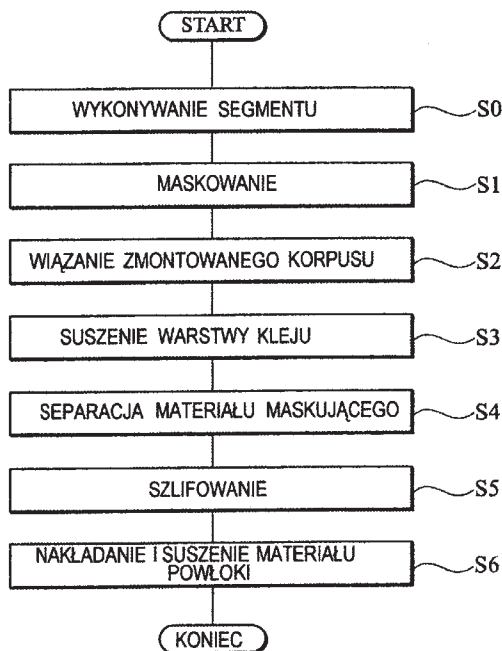 START
WYKONYWANIE SEGMENTU S0
MASKOWANIE S1
WIĄZANIE ZMONTOWANEGO KORPUSU S2
SUSZENIE WARSTWY KLEJU S3
SEPARACJA MATERIAŁU MASKUJĄCEGO S4
SZLIFOWANIE S5
NAKŁADANIE I SUSZENIE MATERIAŁU
POWŁOKI S6
KONIEC